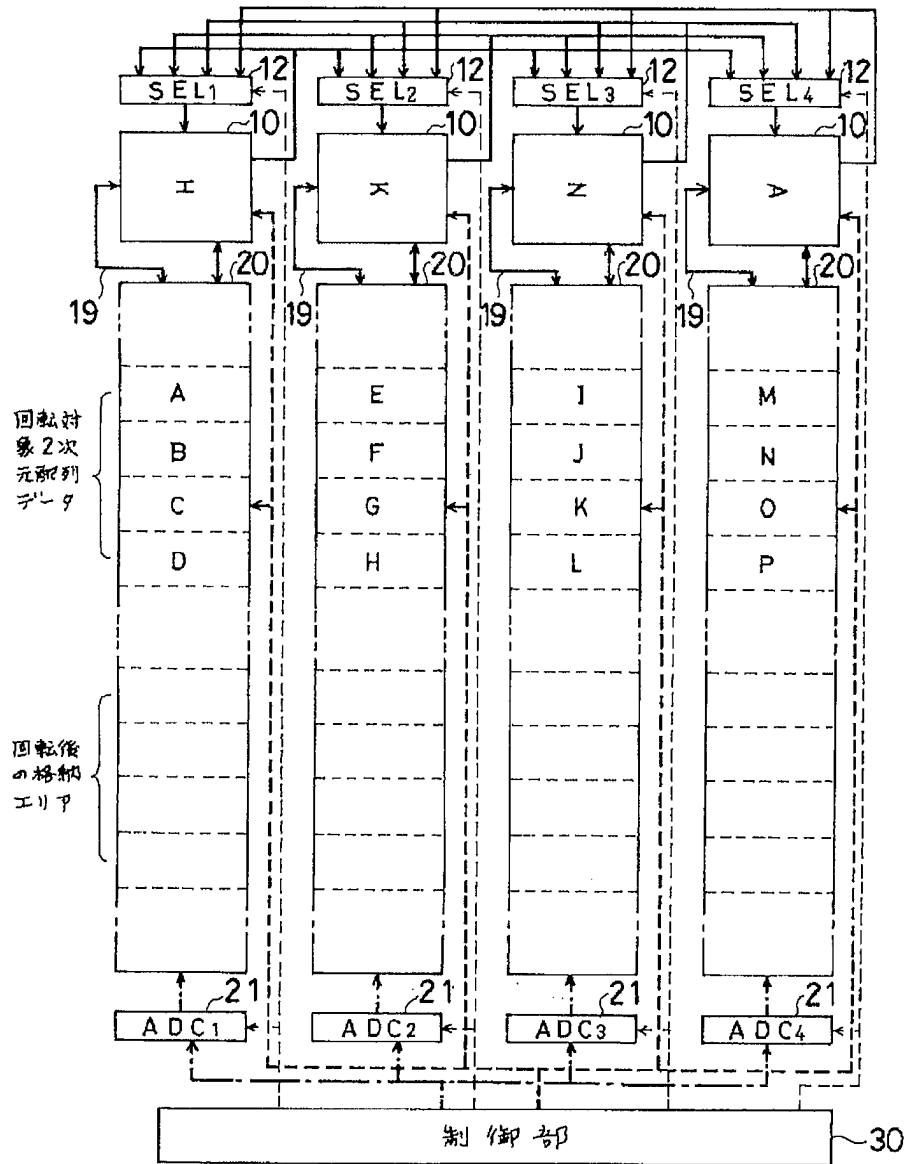 SEL1 12 SEL2 12 SEL3 12 SEL4 12
10 10 10 10
H K N A
20 20 20 20
19 19 19 19
回転対
象2次
元配列
データ
A E I M
B F J N
C G K O
D H L P
回転後
の格納
エリア
21 21 21 21
ADC1 ADC2 ADC3 ADC4
制御部 30